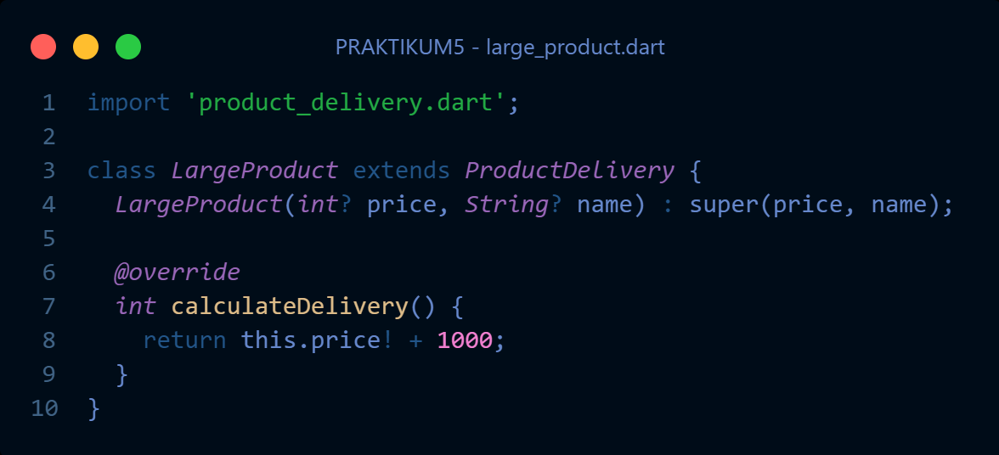 PRAKTIKUM5 - large_product.dart
1 import 'product_delivery.dart';
2
3 class LargeProduct extends ProductDelivery {
4   LargeProduct(int? price, String? name) : super(price, name);
5
6   @override
7   int calculateDelivery() {
8     return this.price! + 1000;
9   }
10 }